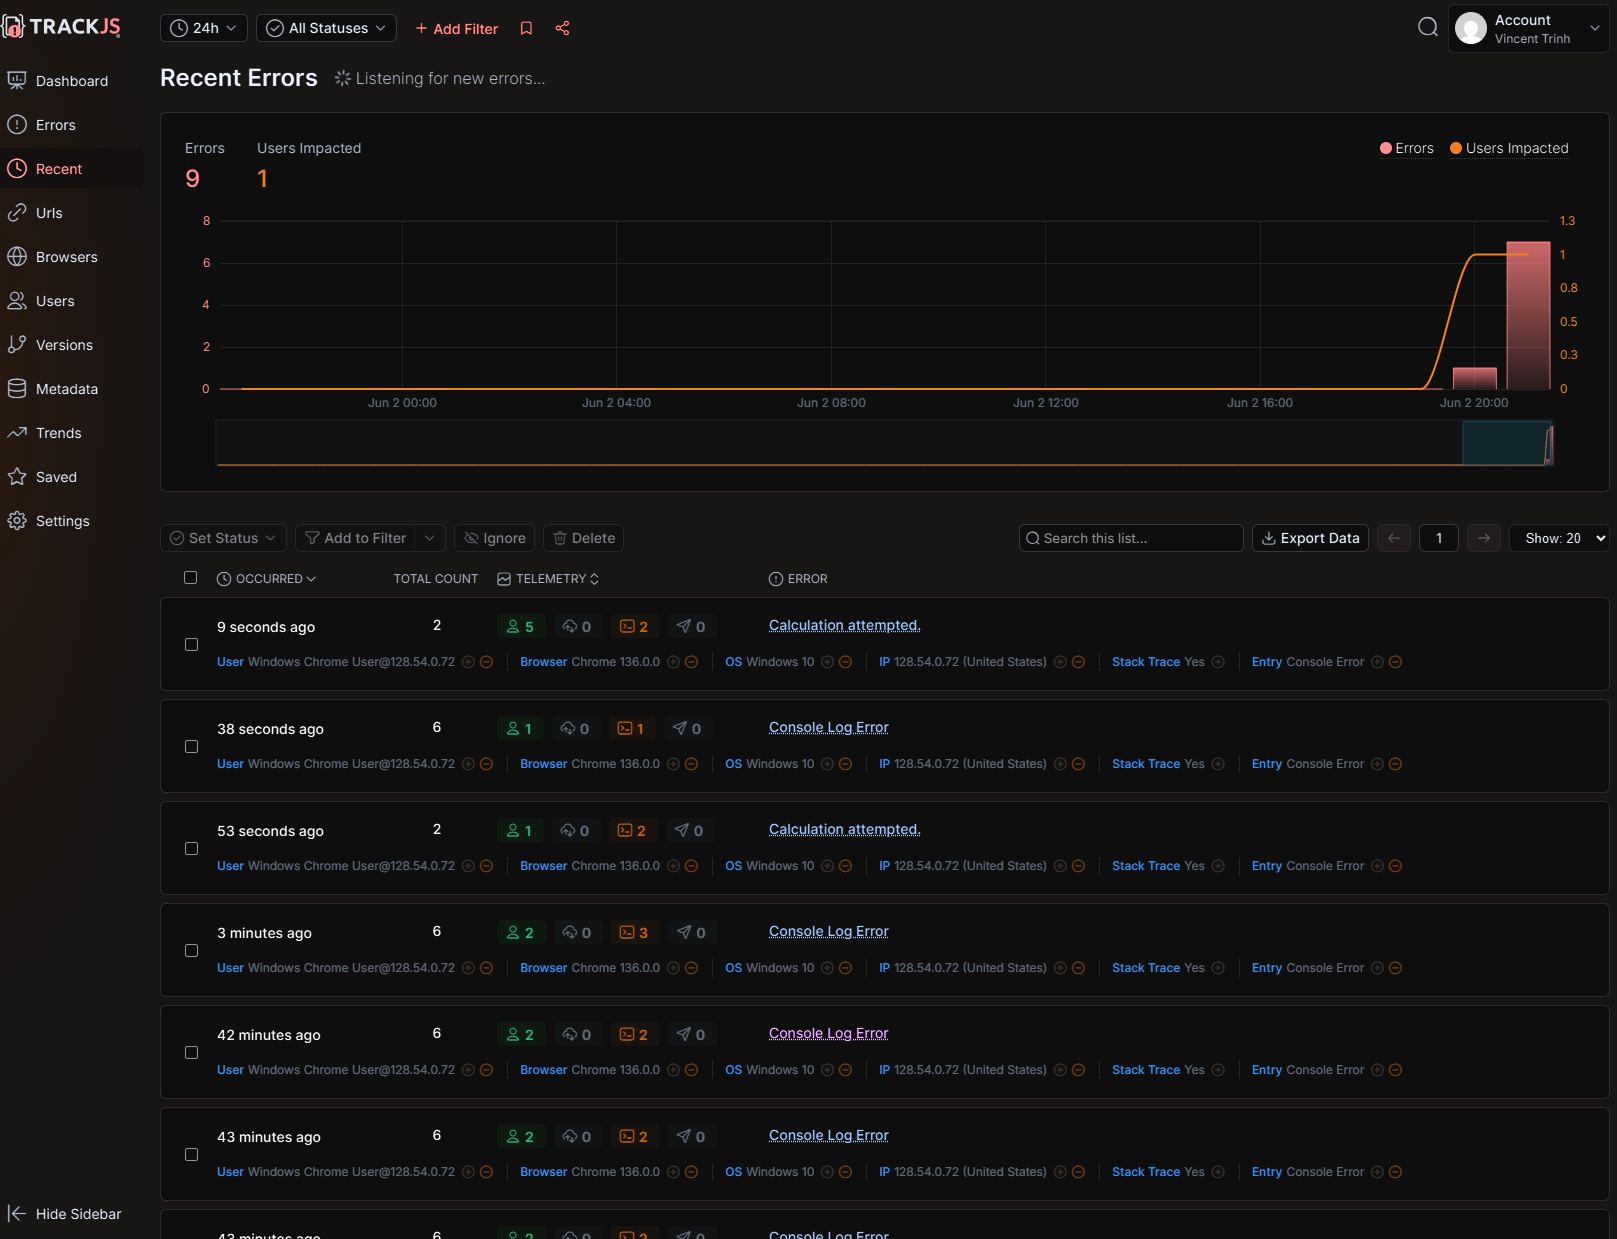 TRACKJS
24h
All Statuses
+ Add Filter
Account
Vincent Trinh
Dashboard
Errors
Recent
Urls
Browsers
Users
Versions
Metadata
Trends
Saved
Settings
Hide Sidebar
Recent Errors
Listening for new errors...
Errors
9
Users Impacted
1
Errors Users Impacted
8
6
4
2
0
1.3
1
0.8
0.5
0.3
0
Jun 2 00:00 Jun 2 04:00 Jun 2 08:00 Jun 2 12:00 Jun 2 16:00 Jun 2 20:00
Set Status Add to Filter Ignore Delete Search this list... Export Data 1 Show: 20
OCCURRED TOTAL COUNT TELEMETRY ERROR
9 seconds ago 2 5 0 2 0 Calculation attempted.
User Windows Chrome User@128.54.0.72 Browser Chrome 136.0.0 OS Windows 10 IP 128.54.0.72 (United States) Stack Trace Yes Entry Console Error
38 seconds ago 6 1 0 1 0 Console Log Error
User Windows Chrome User@128.54.0.72 Browser Chrome 136.0.0 OS Windows 10 IP 128.54.0.72 (United States) Stack Trace Yes Entry Console Error
53 seconds ago 2 1 0 2 0 Calculation attempted.
User Windows Chrome User@128.54.0.72 Browser Chrome 136.0.0 OS Windows 10 IP 128.54.0.72 (United States) Stack Trace Yes Entry Console Error
3 minutes ago 6 2 0 3 0 Console Log Error
User Windows Chrome User@128.54.0.72 Browser Chrome 136.0.0 OS Windows 10 IP 128.54.0.72 (United States) Stack Trace Yes Entry Console Error
42 minutes ago 6 2 0 2 0 Console Log Error
User Windows Chrome User@128.54.0.72 Browser Chrome 136.0.0 OS Windows 10 IP 128.54.0.72 (United States) Stack Trace Yes Entry Console Error
43 minutes ago 6 2 0 2 0 Console Log Error
User Windows Chrome User@128.54.0.72 Browser Chrome 136.0.0 OS Windows 10 IP 128.54.0.72 (United States) Stack Trace Yes Entry Console Error
43 minutes ago 2 0 2 0 Console Log Error